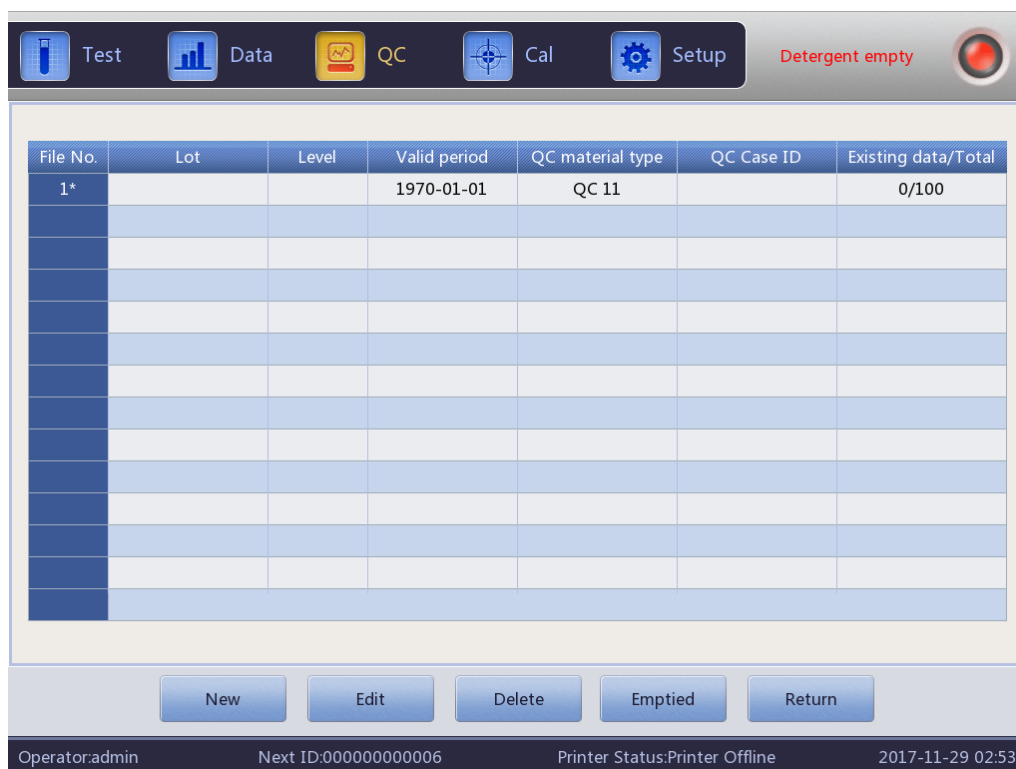 Test Data QC Cal Setup Detergent empty
File No. Lot Level Valid period QC material type QC Case ID Existing data/Total
1* 1970-01-01 QC 11 0/100
New Edit Delete Emptied Return
Operator:admin Next ID:000000000006 Printer Status:Printer Offline 2017-11-29 02:53